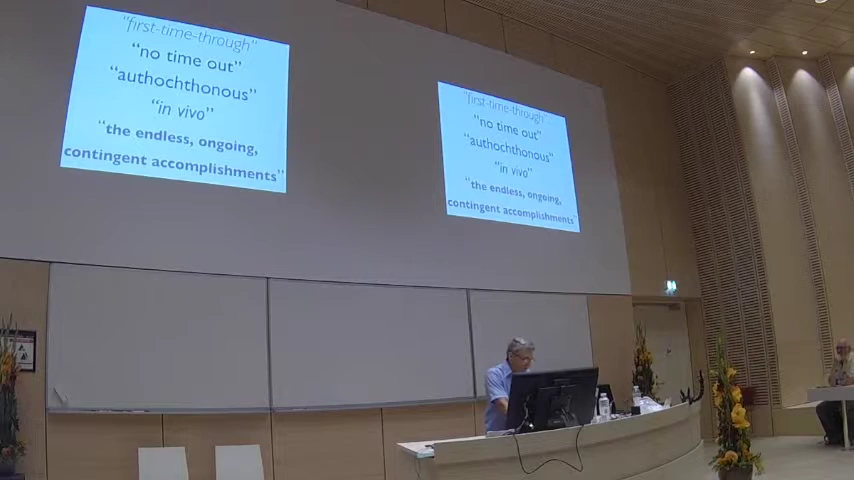 “first-time-through”
“no time out”
“authochthonous”
“in vivo”
“the endless, ongoing,
contingent accomplishments”
“first-time-through”
“no time out”
“authochthonous”
“in vivo”
“the endless, ongoing,
contingent accomplishments”